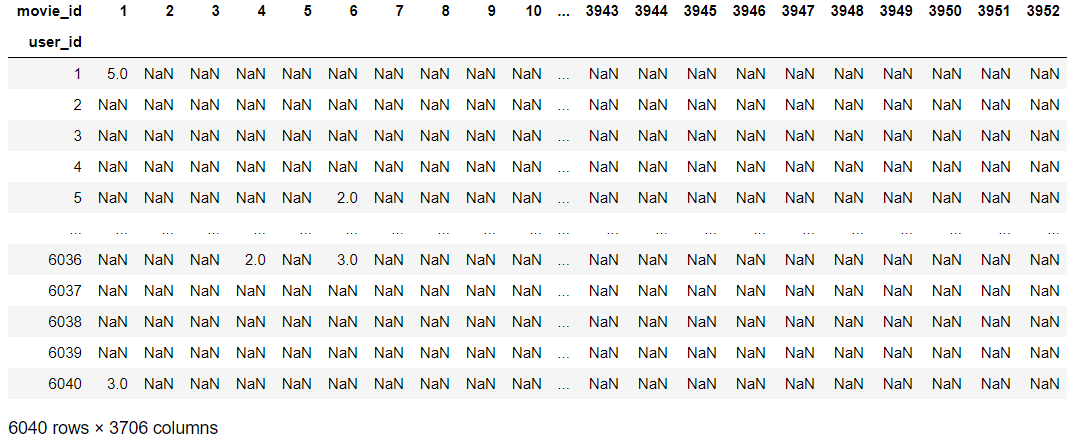 movie_id 1 2 3 4 5 6 7 8 9 10 ... 3943 3944 3945 3946 3947 3948 3949 3950 3951 3952
user_id
1 5.0 NaN NaN NaN NaN NaN NaN NaN NaN NaN ... NaN NaN NaN NaN NaN NaN NaN NaN NaN NaN
2 NaN NaN NaN NaN NaN NaN NaN NaN NaN NaN ... NaN NaN NaN NaN NaN NaN NaN NaN NaN NaN
3 NaN NaN NaN NaN NaN NaN NaN NaN NaN NaN ... NaN NaN NaN NaN NaN NaN NaN NaN NaN NaN
4 NaN NaN NaN NaN NaN NaN NaN NaN NaN NaN ... NaN NaN NaN NaN NaN NaN NaN NaN NaN NaN
5 NaN NaN NaN NaN NaN 2.0 NaN NaN NaN NaN ... NaN NaN NaN NaN NaN NaN NaN NaN NaN NaN
... ... ... ... ... ... ... ... ... ... ... ... ... ... ... ... ... ... ... ... ... ...
6036 NaN NaN NaN 2.0 NaN 3.0 NaN NaN NaN NaN ... NaN NaN NaN NaN NaN NaN NaN NaN NaN NaN
6037 NaN NaN NaN NaN NaN NaN NaN NaN NaN NaN ... NaN NaN NaN NaN NaN NaN NaN NaN NaN NaN
6038 NaN NaN NaN NaN NaN NaN NaN NaN NaN NaN ... NaN NaN NaN NaN NaN NaN NaN NaN NaN NaN
6039 NaN NaN NaN NaN NaN NaN NaN NaN NaN NaN ... NaN NaN NaN NaN NaN NaN NaN NaN NaN NaN
6040 3.0 NaN NaN NaN NaN NaN NaN NaN NaN NaN ... NaN NaN NaN NaN NaN NaN NaN NaN NaN NaN
6040 rows × 3706 columns